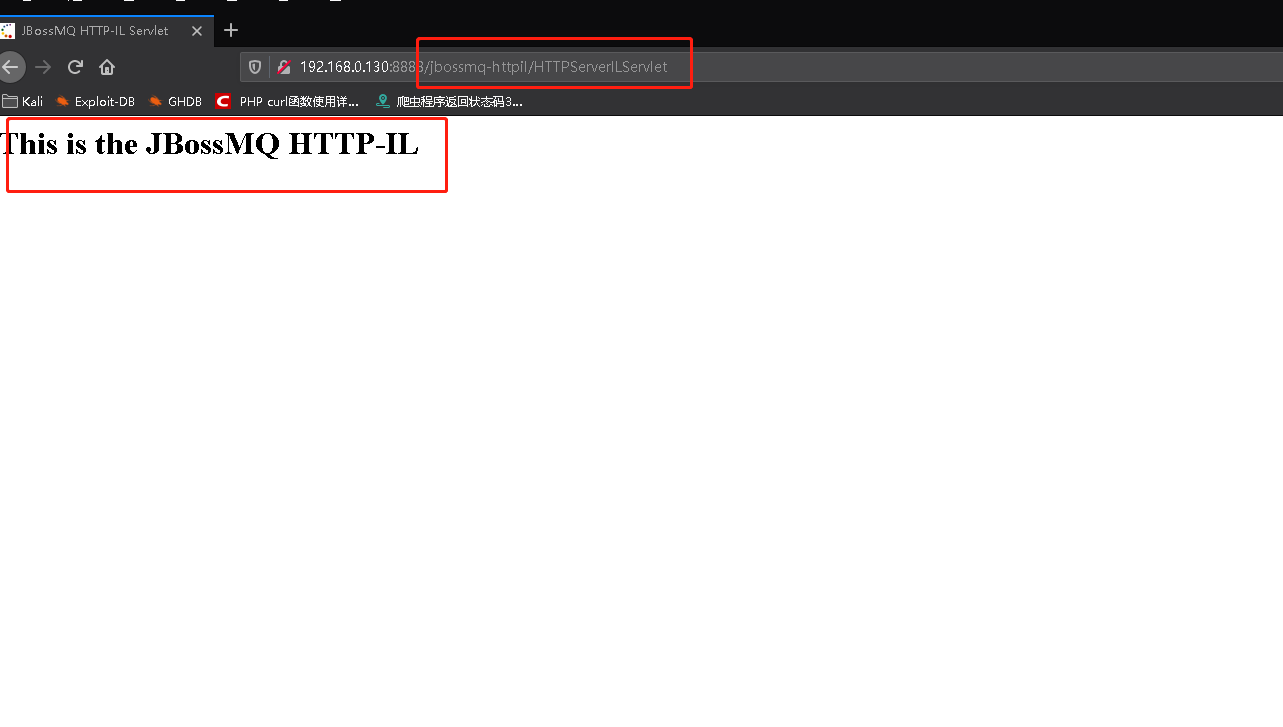 JBossMQ HTTP-IL Servlet
192.168.0.130:8888/jbossmq-httpil/HTTPServerILServlet
Kali Exploit-DB GHDB PHP curl函数使用详... 爬虫程序返回状态码3...
This is the JBossMQ HTTP-IL